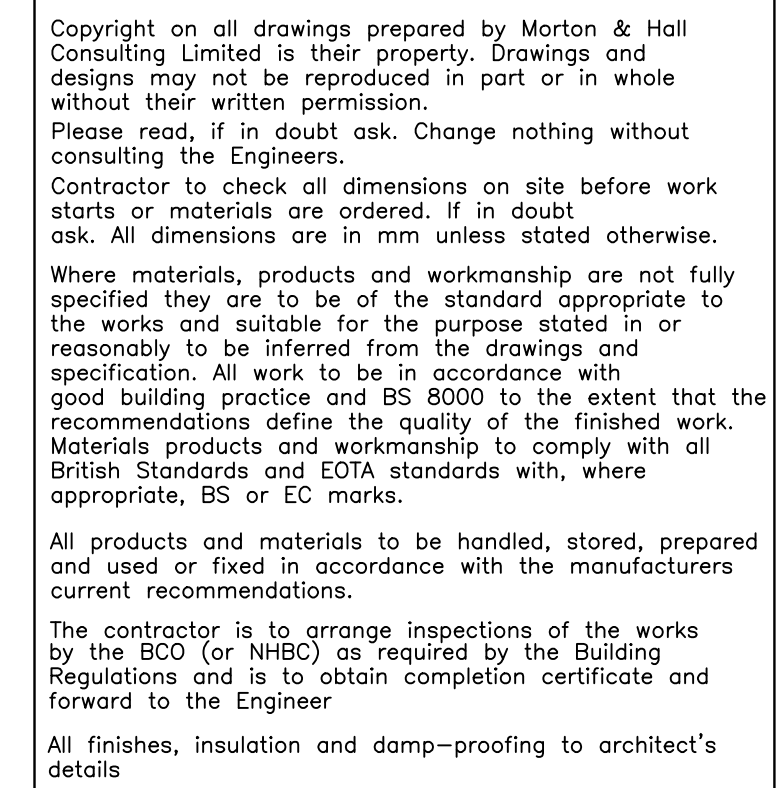 Copyright on all drawings prepared by Morton & Hall
Consulting Limited is their property. Drawings and
designs may not be reproduced in part or in whole
without their written permission.
Please read, if in doubt ask. Change nothing without
consulting the Engineers.
Contractor to check all dimensions on site before work
starts or materials are ordered. If in doubt
ask. All dimensions are in mm unless stated otherwise.
Where materials, products and workmanship are not fully
specified they are to be of the standard appropriate to
the works and suitable for the purpose stated in or
reasonably to be inferred from the drawings and
specification. All work to be in accordance with
good building practice and BS 8000 to the extent that the
recommendations define the quality of the finished work.
Materials products and workmanship to comply with all
British Standards and EOTA standards with, where
appropriate, BS or EC marks.
All products and materials to be handled, stored, prepared
and used or fixed in accordance with the manufacturers
current recommendations.
The contractor is to arrange inspections of the works
by the BCO (or NHBC) as required by the Building
Regulations and is to obtain completion certificate and
forward to the Engineer
All finishes, insulation and damp-proofing to architect's
details